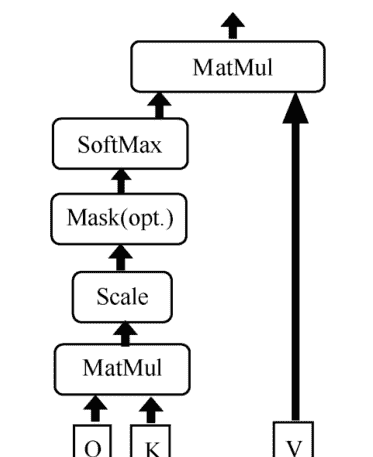 MatMul
SoftMax
Mask(opt.)
Scale
MatMul
Q K V